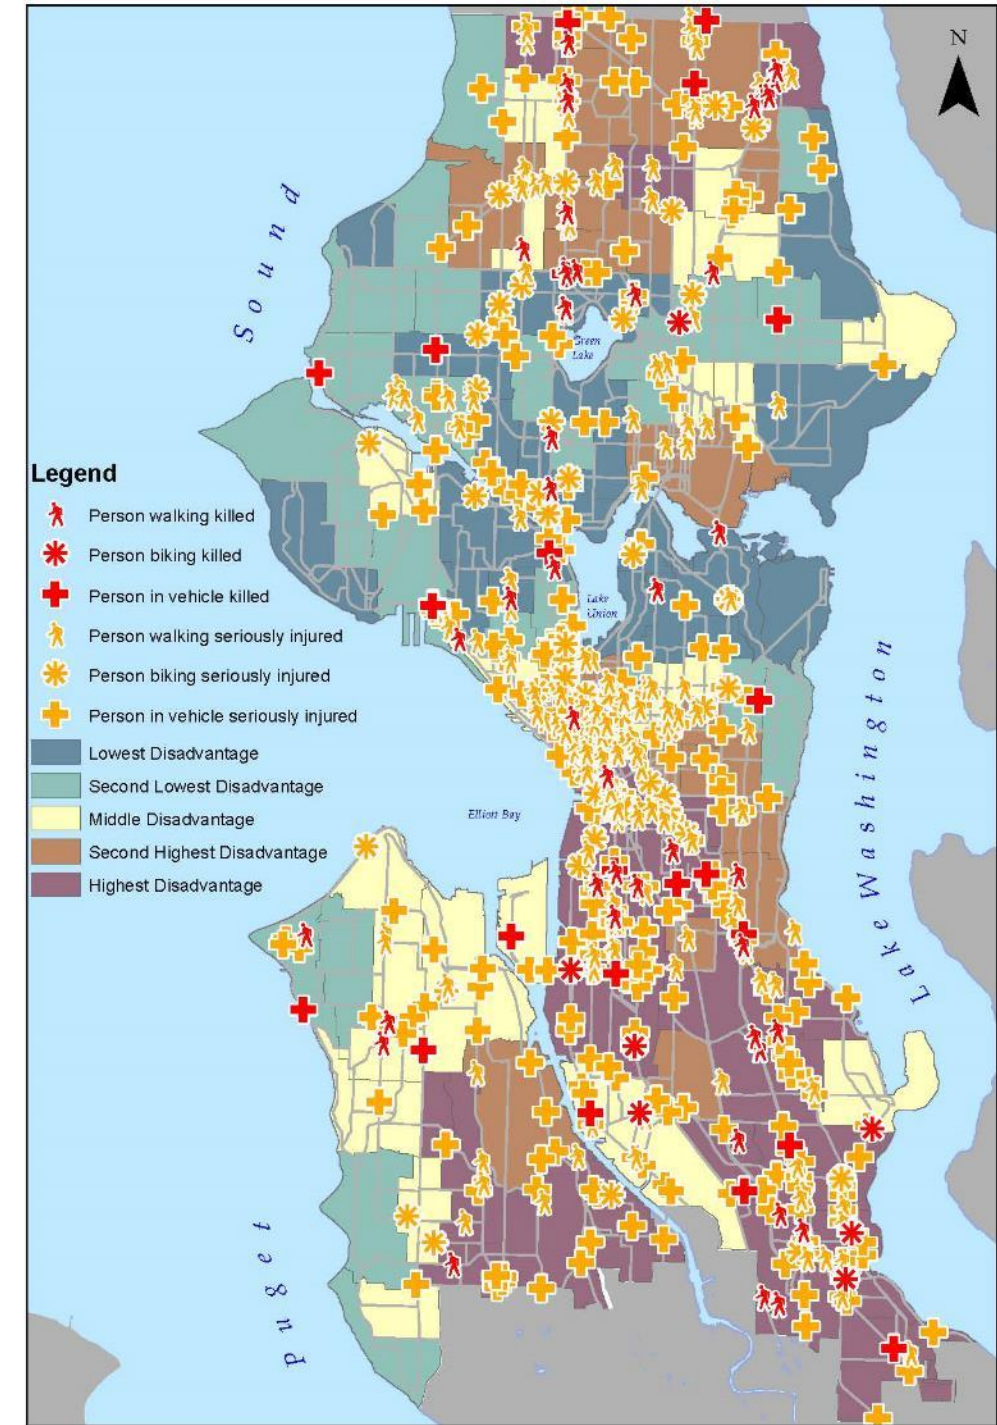 N
Sound
Green
Lake
Legend
Person walking killed
Person biking killed
Person in vehicle killed
Person walking seriously injured
Person biking seriously injured
Person in vehicle seriously injured
Lowest Disadvantage
Second Lowest Disadvantage
Middle Disadvantage
Second Highest Disadvantage
Highest Disadvantage
Lake
Union
Elliott Bay
Lake Washington
Puget